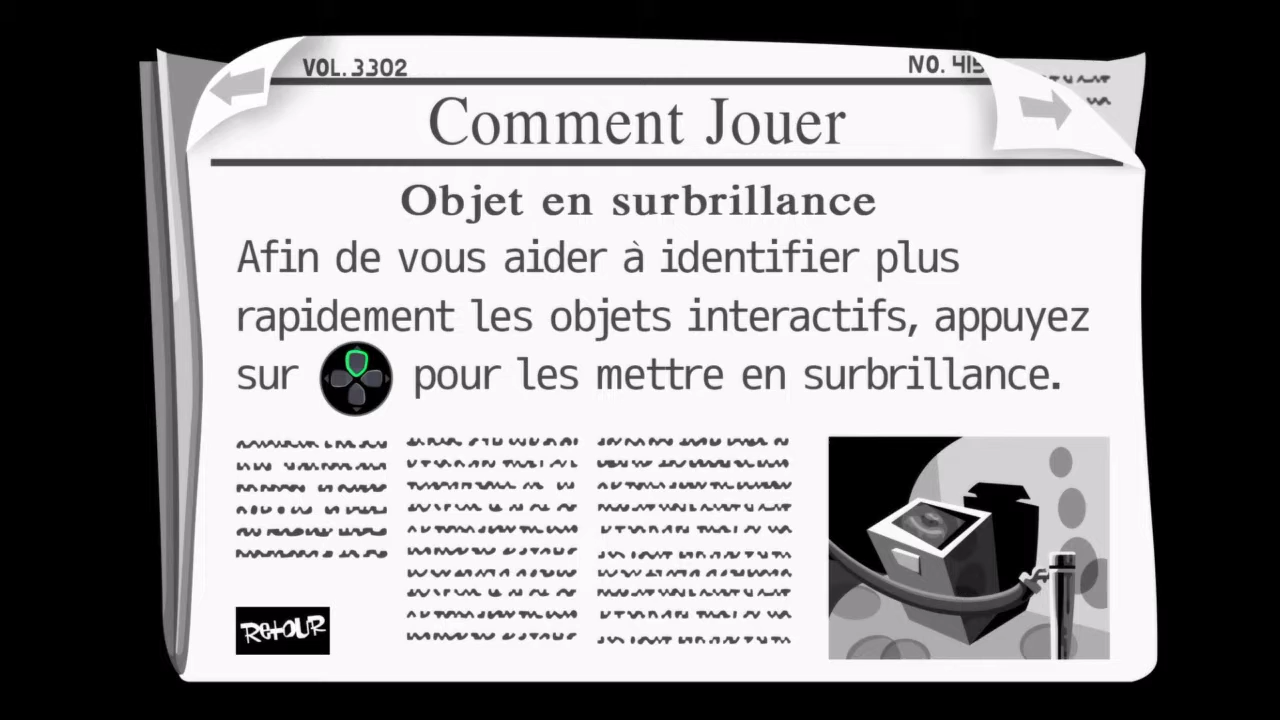 VOL. 3302
NO. 415
Comment Jouer
Objet en surbrillance
Afin de vous aider à identifier plus
rapidement les objets interactifs, appuyez
sur pour les mettre en surbrillance.
RETOUR